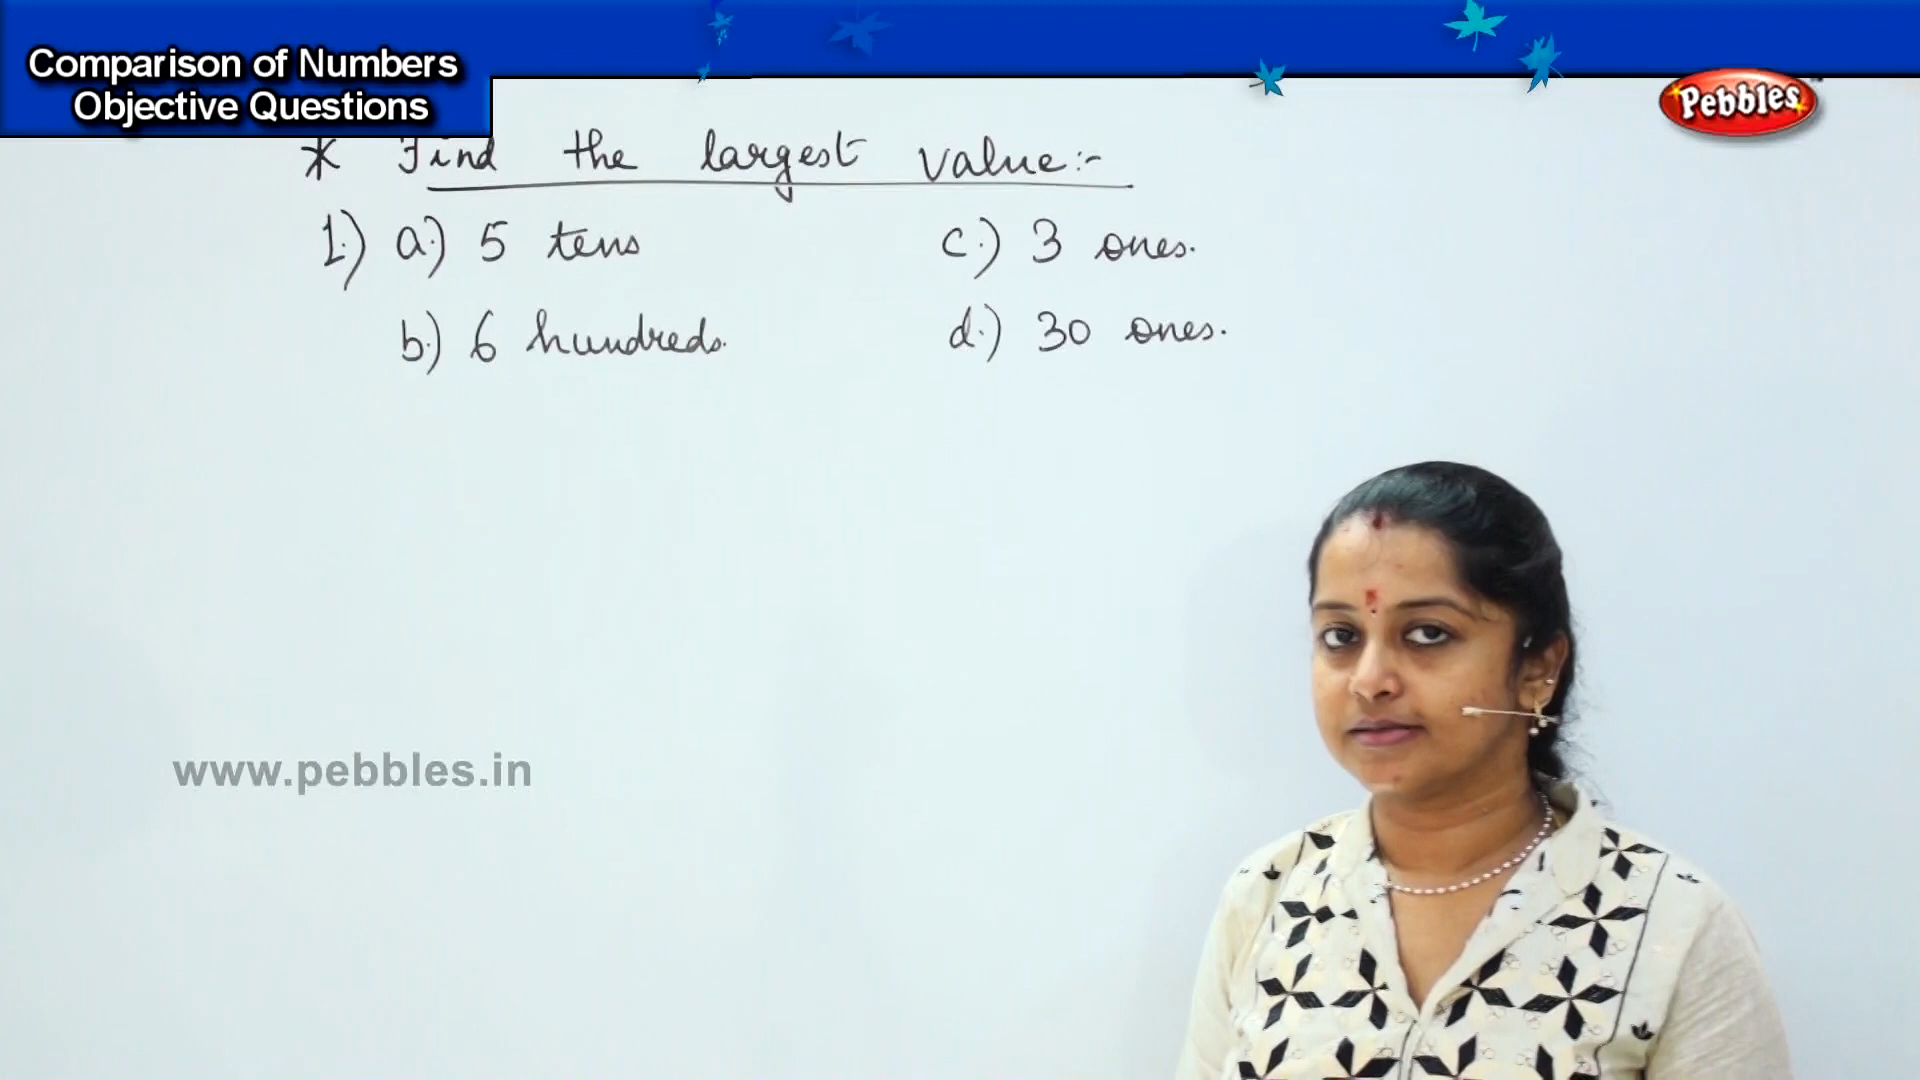 Comparison of Numbers
Objective Questions
Pebbles
* Find the largest value:-
1.) a.) 5 tens c.) 3 ones.
b.) 6 hundreds. d.) 30 ones.
www.pebbles.in